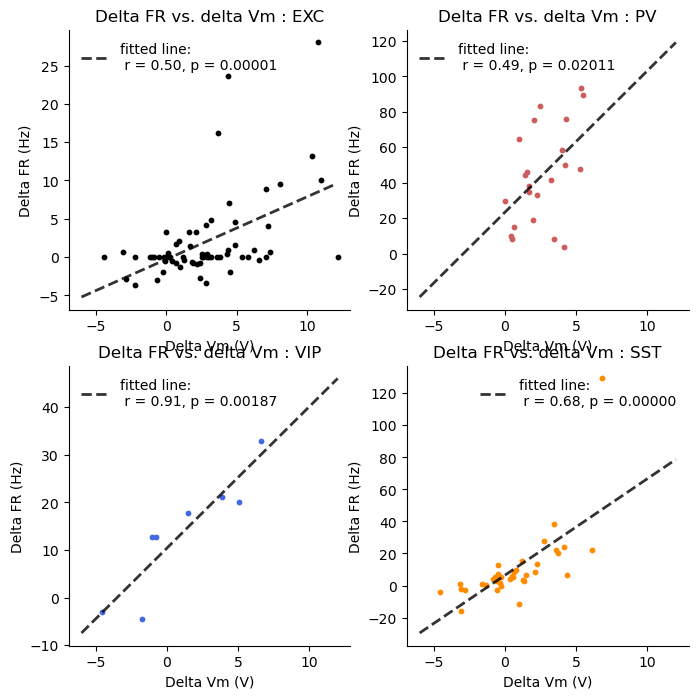 Delta FR vs. delta Vm : EXC
fitted line:
r = 0.50, p = 0.00001
25
20
15
10
5
0
−5
Delta FR (Hz)
−5 0 5 10
Delta Vm (V)
Delta FR vs. delta Vm : PV
fitted line:
r = 0.49, p = 0.02011
120
100
80
60
40
20
0
−20
Delta FR (Hz)
−5 0 5 10
Delta Vm (V)
Delta FR vs. delta Vm : VIP
fitted line:
r = 0.91, p = 0.00187
40
30
20
10
0
−10
Delta FR (Hz)
−5 0 5 10
Delta Vm (V)
Delta FR vs. delta Vm : SST
fitted line:
r = 0.68, p = 0.00000
120
100
80
60
40
20
0
−20
Delta FR (Hz)
−5 0 5 10
Delta Vm (V)